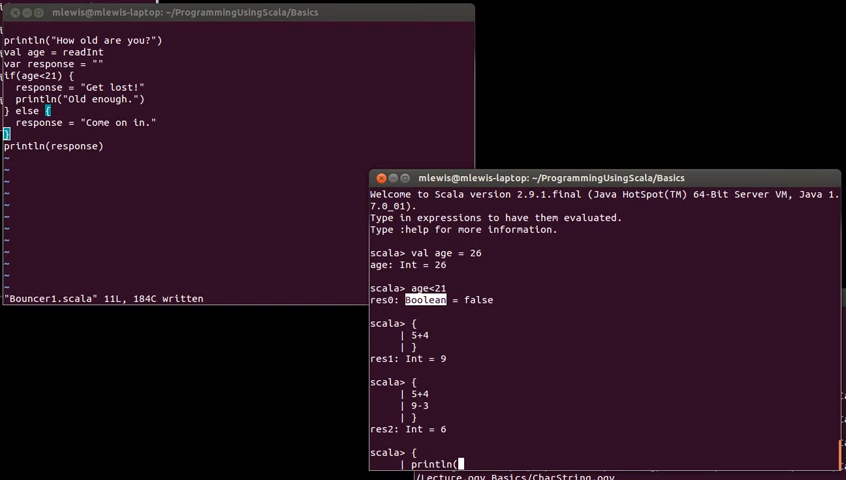 mlewis@mlewis-laptop: ~/ProgrammingUsingScala/Basics
println("How old are you?")
val age = readInt
var response = ""
if(age<21) {
  response = "Get lost!"
  println("Old enough.")
} else {
  response = "Come on in."
}
println(response)
~
~
~
~
~
~
~
~
~
~
~
~
"Bouncer1.scala" 11L, 184C written
mlewis@mlewis-laptop: ~/ProgrammingUsingScala/Basics
Welcome to Scala version 2.9.1.final (Java HotSpot(TM) 64-Bit Server VM, Java 1.
7.0_01).
Type in expressions to have them evaluated.
Type :help for more information.
scala> val age = 26
age: Int = 26
scala> age<21
res0: Boolean = false
scala> {
     | 5+4
     | }
res1: Int = 9
scala> {
     | 5+4
     | 9-3
     | }
res2: Int = 6
scala> {
     | println(
/Lecture.ogv Basics/CharString.ogv